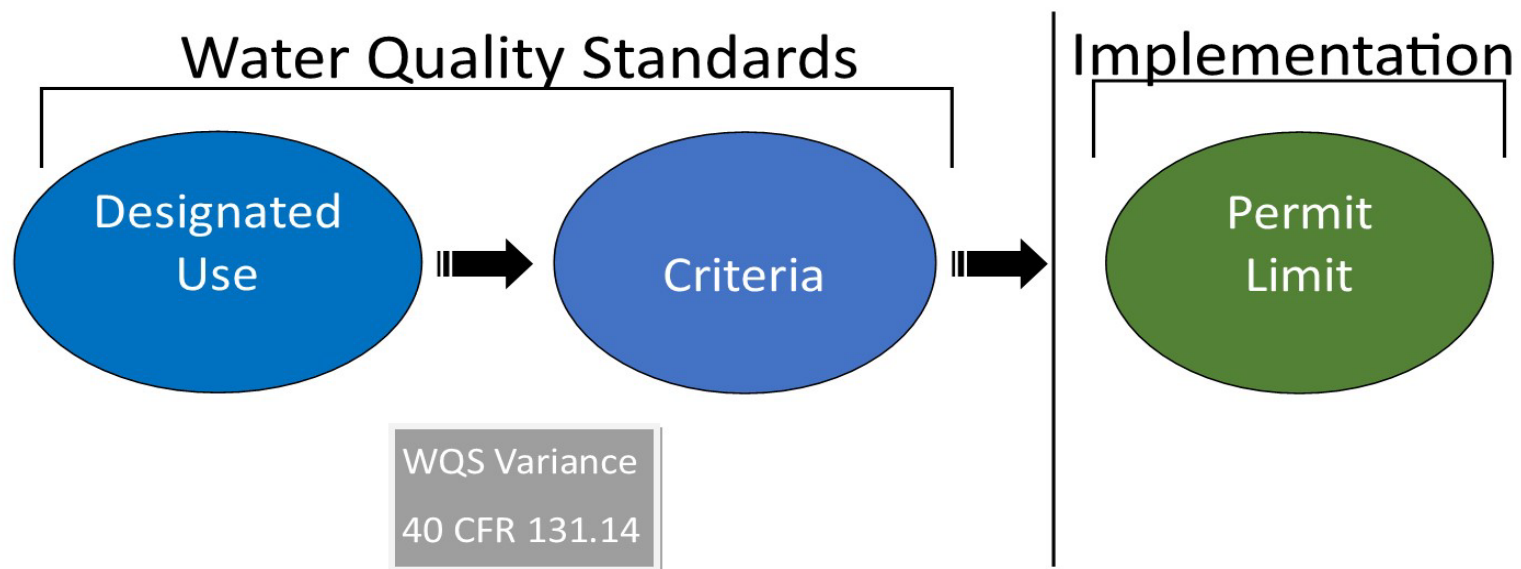 Water Quality Standards
Implementation
Designated
Use
Criteria
Permit
Limit
WQS Variance
40 CFR 131.14